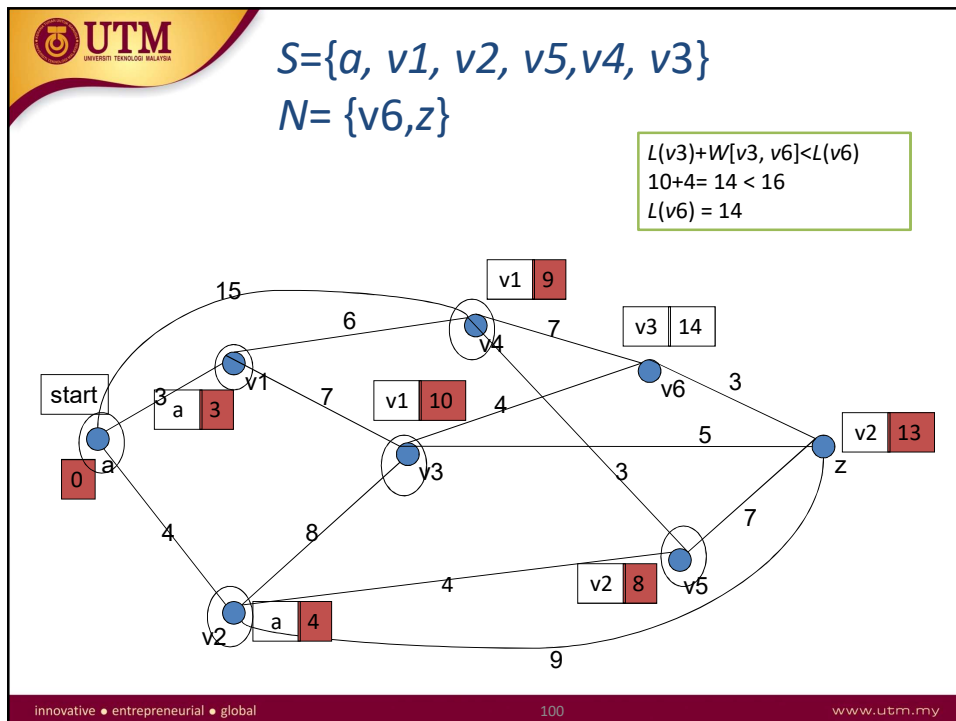 UTM
UNIVERSITI TEKNOLOGI MALAYSIA
S={a, v1, v2, v5,v4, v3}
N= {v6,z}
L(v3)+W[v3, v6]<L(v6)
10+4= 14 < 16
L(v6) = 14
15
v1 9
6
v4
7
v3 14
v1
v6
3
start
3
a 3
7
v1 10
4
5
v2 13
a
0
v3
3
z
4
8
7
4
v2 8
v5
v2
a 4
9
innovative ● entrepreneurial ● global
100
www.utm.my